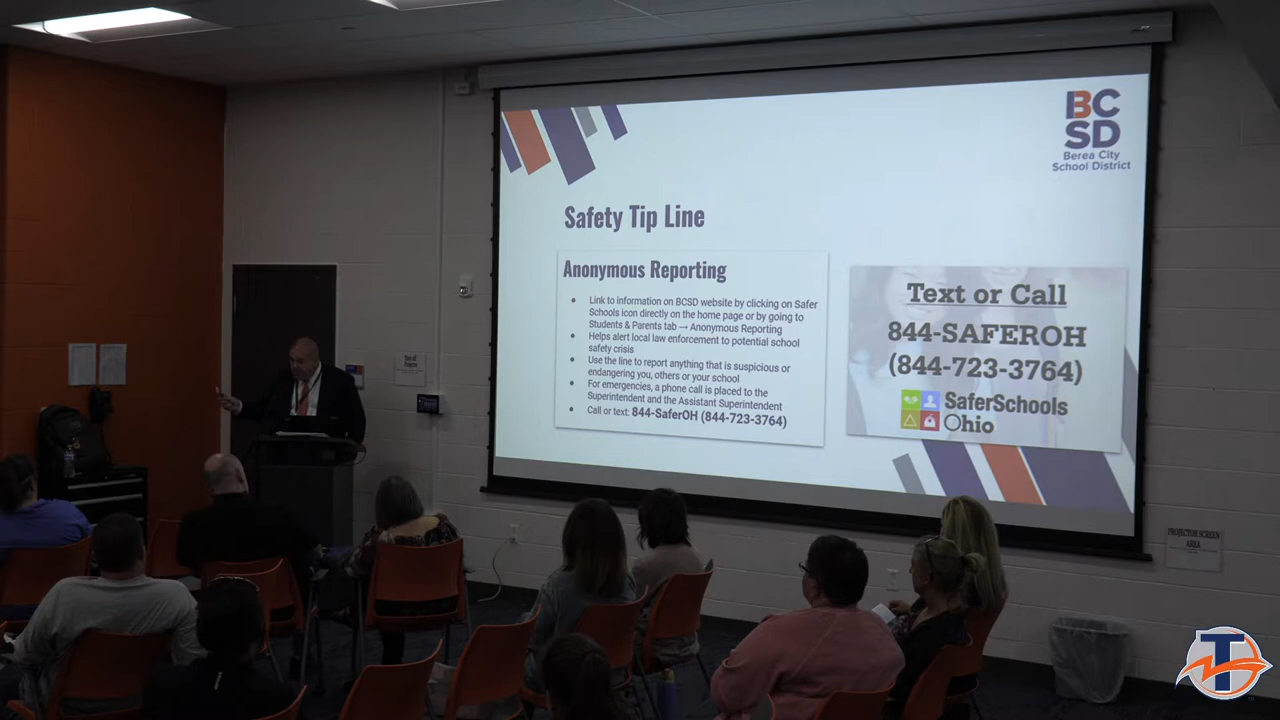 BC
SD
Berea City
School District
Safety Tip Line
Anonymous Reporting
Link to information on BCSD website by clicking on Safer
Schools icon directly on the home page or by going to
Students & Parents tab → Anonymous Reporting
Helps alert local law enforcement to potential school
safety crisis
Use the line to report anything that is suspicious or
endangering you, others or your school
For emergencies, a phone call is placed to the
Superintendent and the Assistant Superintendent
Call or text: 844-SaferOH (844-723-3764)
Text or Call
844-SAFEROH
(844-723-3764)
SaferSchools
Ohio
PROJECTOR SCREEN
AREA
T